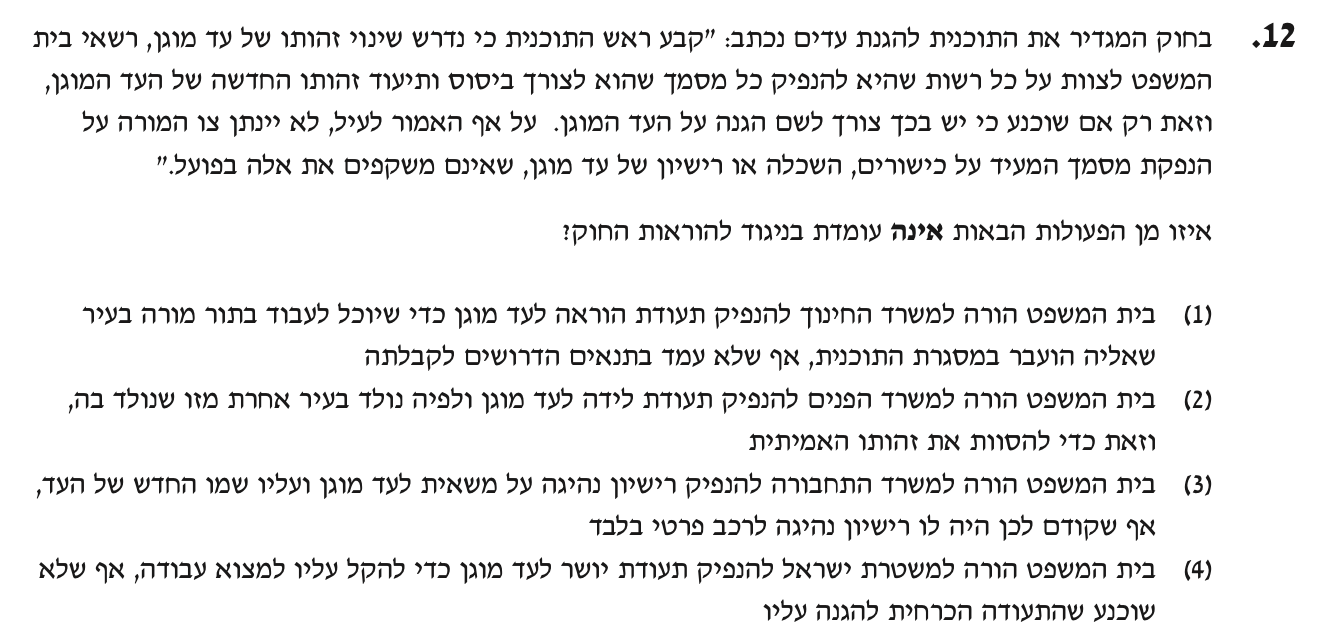 12. בחוק המגדיר את התוכנית להגנת עדים נכתב: "קבע ראש התוכנית כי נדרש שינוי זהותו של עד מוגן, רשאי בית
המשפט לצוות על כל רשות שהיא להנפיק כל מסמך שהוא לצורך ביסוס ותיעוד זהותו החדשה של העד המוגן,
וזאת רק אם שוכנע כי יש בכך צורך לשם הגנה על העד המוגן. על אף האמור לעיל, לא יינתן צו המורה על
הנפקת מסמך המעיד על כישורים, השכלה או רישיון של עד מוגן, שאינם משקפים את אלה בפועל."
איזו מן הפעולות הבאות אינה עומדת בניגוד להוראות החוק?
(1) בית המשפט הורה למשרד החינוך להנפיק תעודת הוראה לעד מוגן כדי שיוכל לעבוד בתור מורה בעיר
שאליה הועבר במסגרת התוכנית, אף שלא עמד בתנאים הדרושים לקבלתה
(2) בית המשפט הורה למשרד הפנים להנפיק תעודת לידה לעד מוגן ולפיה נולד בעיר אחרת מזו שנולד בה,
וזאת כדי להסוות את זהותו האמיתית
(3) בית המשפט הורה למשרד התחבורה להנפיק רישיון נהיגה על משאית לעד מוגן ועליו שמו החדש של העד,
אף שקודם לכן היה לו רישיון נהיגה לרכב פרטי בלבד
(4) בית המשפט הורה למשטרת ישראל להנפיק תעודת יושר לעד מוגן כדי להקל עליו למצוא עבודה, אף שלא
שוכנע שהתעודה הכרחית להגנה עליו